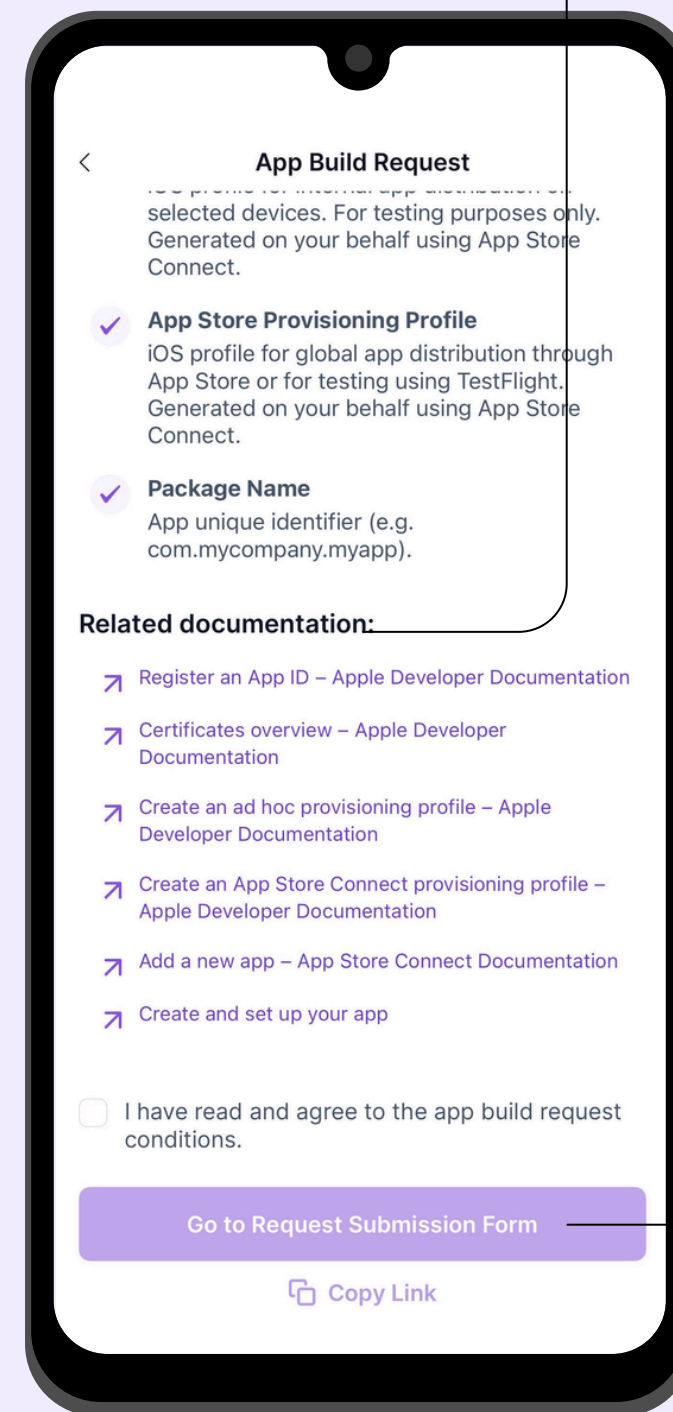 App Build Request
selected devices. For testing purposes only.
Generated on your behalf using App Store
Connect.
App Store Provisioning Profile
iOS profile for global app distribution through
App Store or for testing using TestFlight.
Generated on your behalf using App Store
Connect.
Package Name
App unique identifier (e.g.
com.mycompany.myapp).
Related documentation:
Register an App ID – Apple Developer Documentation
Certificates overview – Apple Developer
Documentation
Create an ad hoc provisioning profile – Apple
Developer Documentation
Create an App Store Connect provisioning profile –
Apple Developer Documentation
Add a new app – App Store Connect Documentation
Create and set up your app
I have read and agree to the app build request
conditions.
Go to Request Submission Form
Copy Link